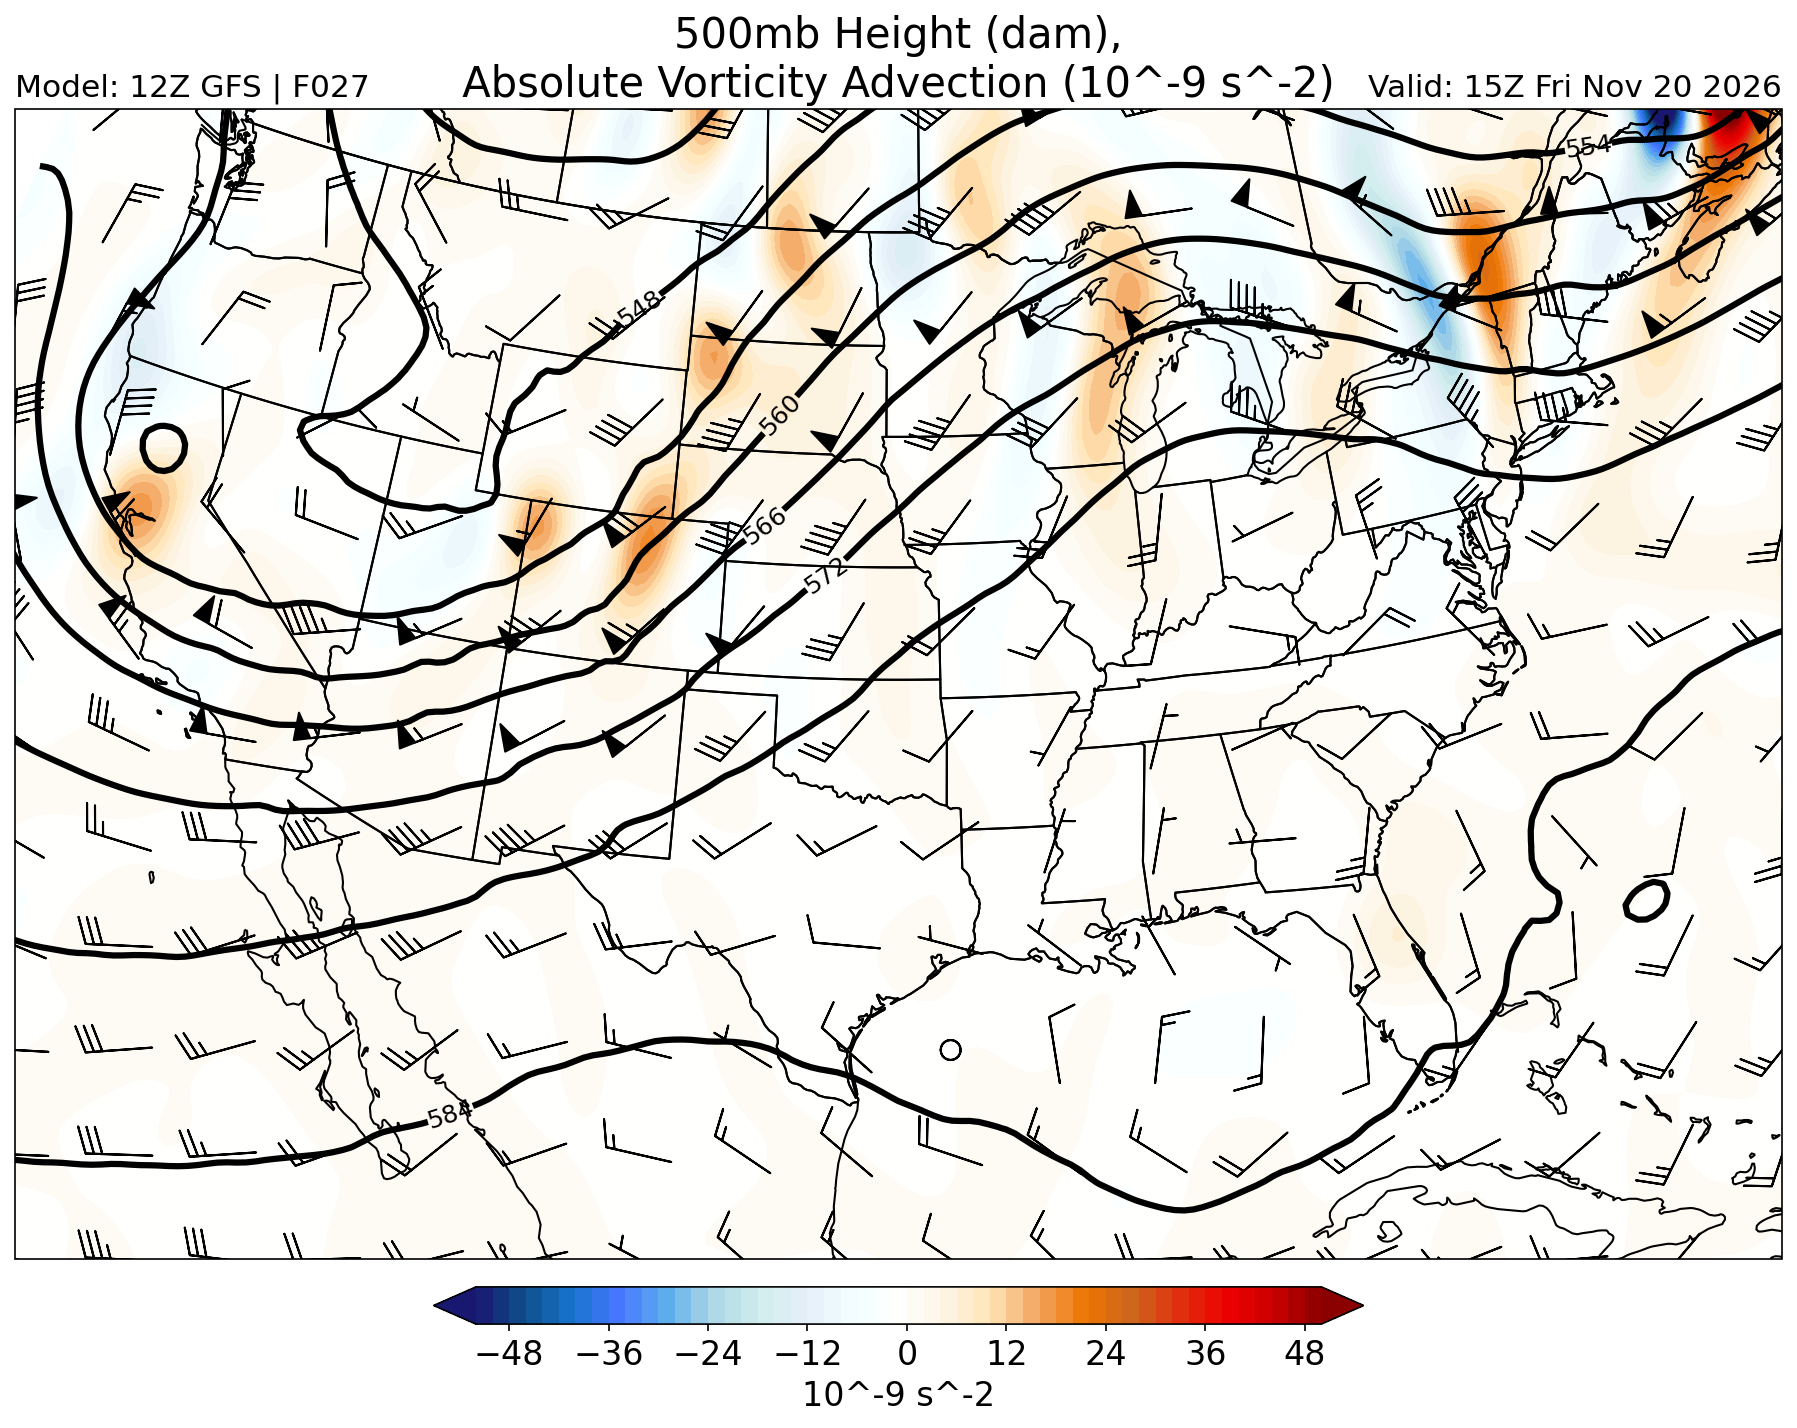 500mb Height (dam),
Model: 12Z GFS | F027
Absolute Vorticity Advection (10^-9 s^-2)
Valid: 15Z Fri Nov 20 2026
554
548
560
566
572
584
−48 −36 −24 −12 0 12 24 36 48
10^-9 s^-2